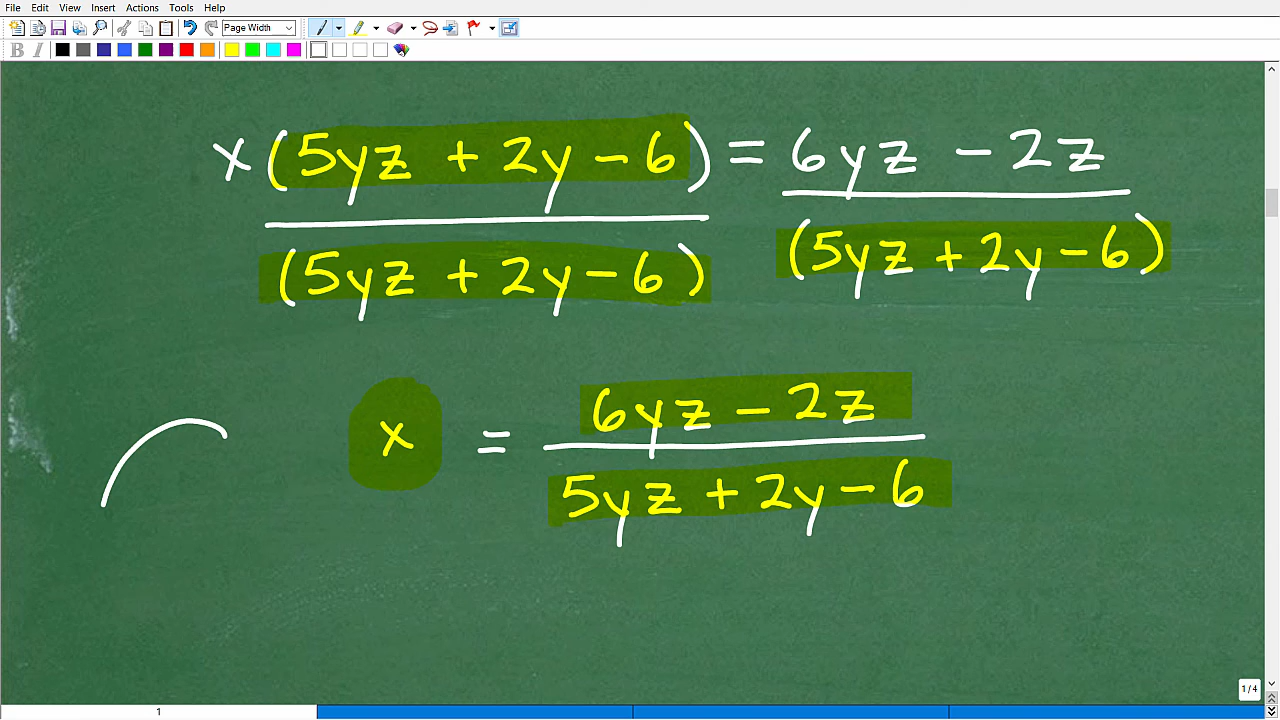 File Edit View Insert Actions Tools Help
Page Width
B I
x(5yz + 2y - 6) = 6yz - 2z
(5yz + 2y - 6) (5yz + 2y - 6)
6yz - 2z
x =
5yz + 2y - 6
1/4
1